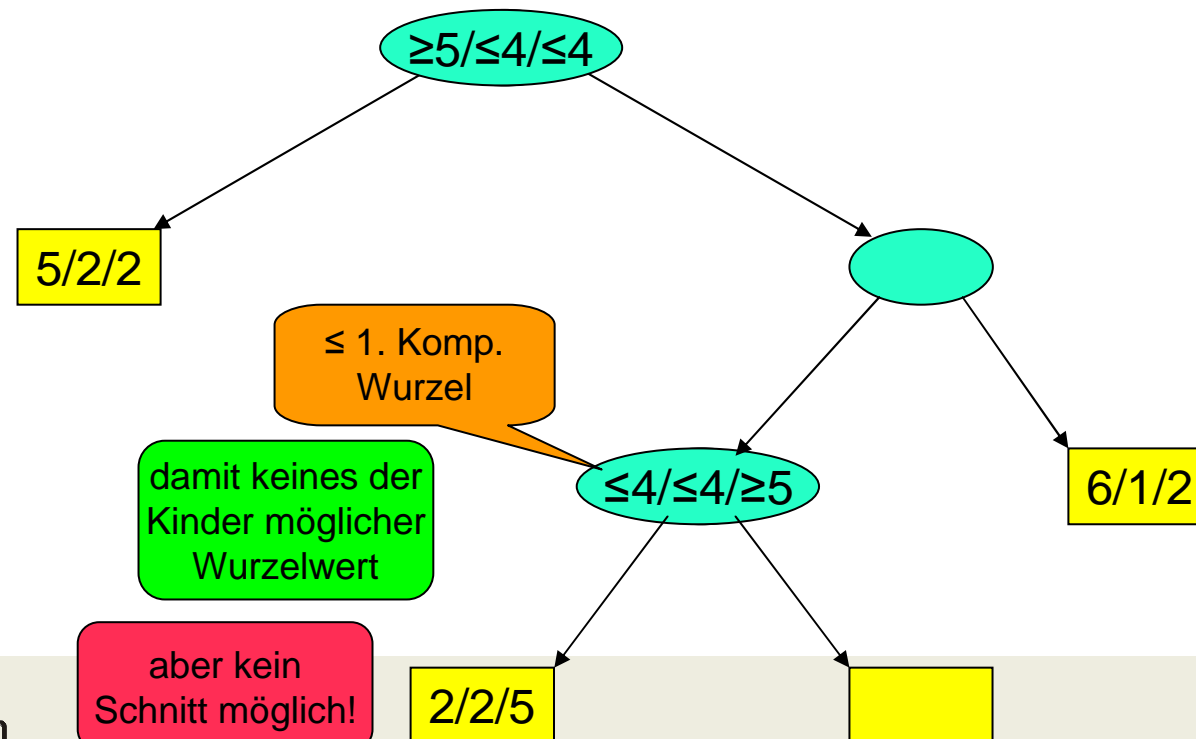 ≥5/≤4/≤4
5/2/2
≤ 1. Komp.
Wurzel
damit keines der
Kinder möglicher
Wurzelwert
≤4/≤4/≥5
6/1/2
aber kein
Schnitt möglich!
2/2/5